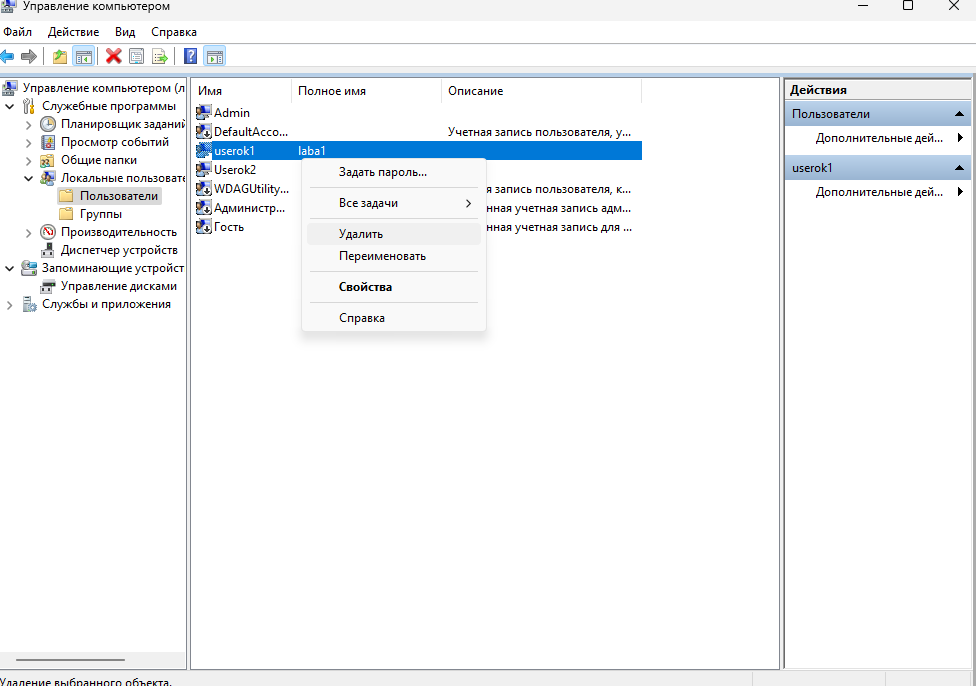 Управление компьютером
Файл Действие Вид Справка
Управление компьютером (л
Служебные программы
Планировщик заданий
Просмотр событий
Общие папки
Локальные пользовате
Пользователи
Группы
Производительность
Диспетчер устройств
Запоминающие устройст
Управление дисками
Службы и приложения
Имя Полное имя Описание
Admin
DefaultAcco... Учетная запись пользователя, у...
userok1 laba1
Userok2
WDAGUtility... я запись пользователя, к...
Администр... нная учетная запись адм...
Гость нная учетная запись для ...
Задать пароль...
Все задачи
Удалить
Переименовать
Свойства
Справка
Действия
Пользователи
Дополнительные дей...
userok1
Дополнительные дей...
Удаление выбранного объекта.